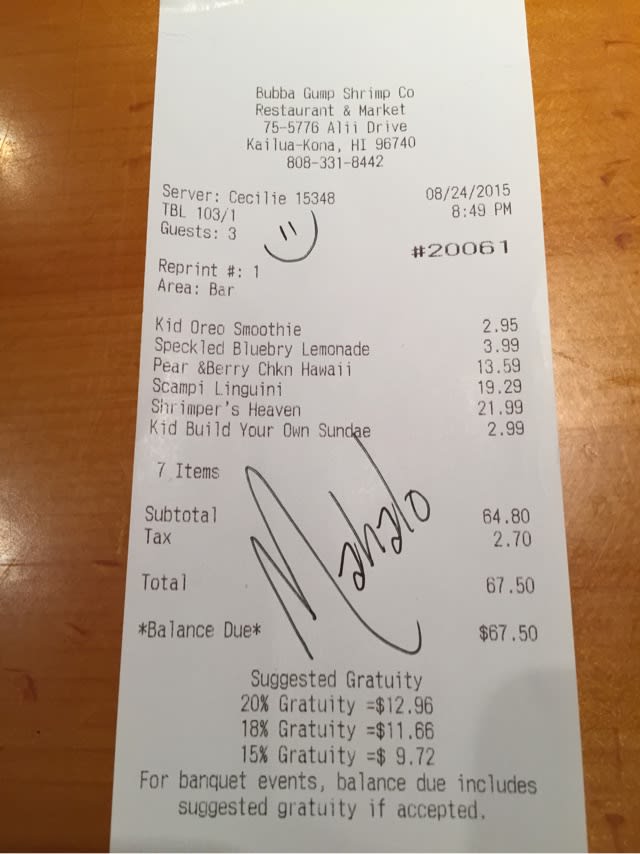 Bubba Gump Shrimp Co
Restaurant & Market
75-5776 Alii Drive
Kailua-Kona, HI 96740
808-331-8442
Server: Cecilie 15348 08/24/2015
TBL 103/1 8:49 PM
Guests: 3
#20061
Reprint #: 1
Area: Bar
Kid Oreo Smoothie 2.95
Speckled Bluebry Lemonade 3.99
Pear &Berry Chkn Hawaii 13.59
Scampi Linguini 19.29
Shrimper's Heaven 21.99
Kid Build Your Own Sundae 2.99
7 Items
Mahalo
Subtotal 64.80
Tax 2.70
Total 67.50
*Balance Due* $67.50
Suggested Gratuity
20% Gratuity =$12.96
18% Gratuity =$11.66
15% Gratuity =$ 9.72
For banquet events, balance due includes
suggested gratuity if accepted.